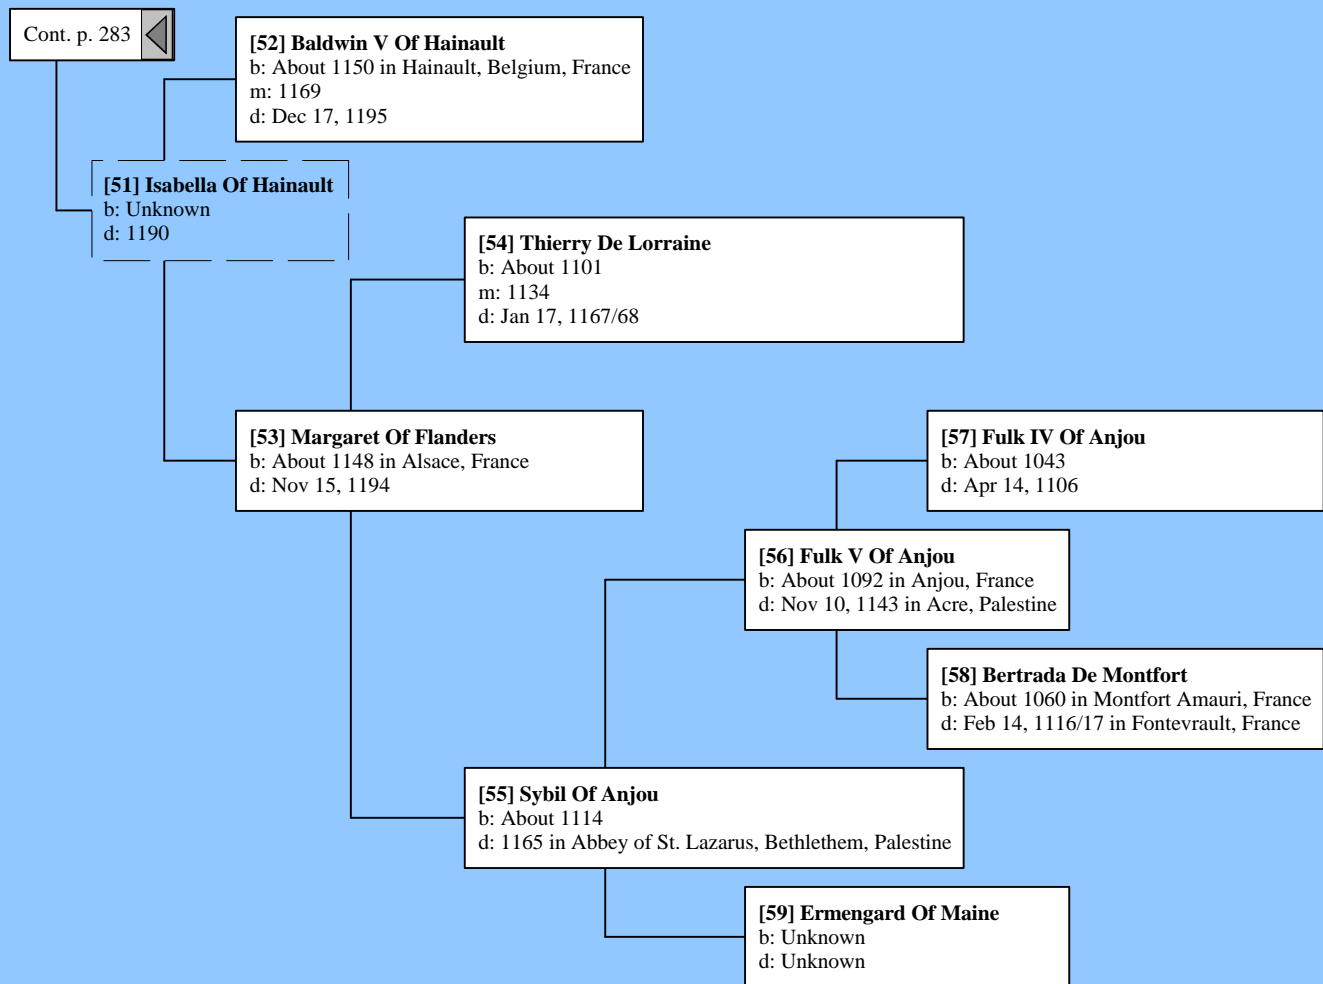 Cont. p. 283
[52] Baldwin V Of Hainault
b: About 1150 in Hainault, Belgium, France
m: 1169
d: Dec 17, 1195
[51] Isabella Of Hainault
b: Unknown
d: 1190
[54] Thierry De Lorraine
b: About 1101
m: 1134
d: Jan 17, 1167/68
[53] Margaret Of Flanders
b: About 1148 in Alsace, France
d: Nov 15, 1194
[57] Fulk IV Of Anjou
b: About 1043
d: Apr 14, 1106
[56] Fulk V Of Anjou
b: About 1092 in Anjou, France
d: Nov 10, 1143 in Acre, Palestine
[58] Bertrada De Montfort
b: About 1060 in Montfort Amauri, France
d: Feb 14, 1116/17 in Fontevrault, France
[55] Sybil Of Anjou
b: About 1114
d: 1165 in Abbey of St. Lazarus, Bethlethem, Palestine
[59] Ermengard Of Maine
b: Unknown
d: Unknown